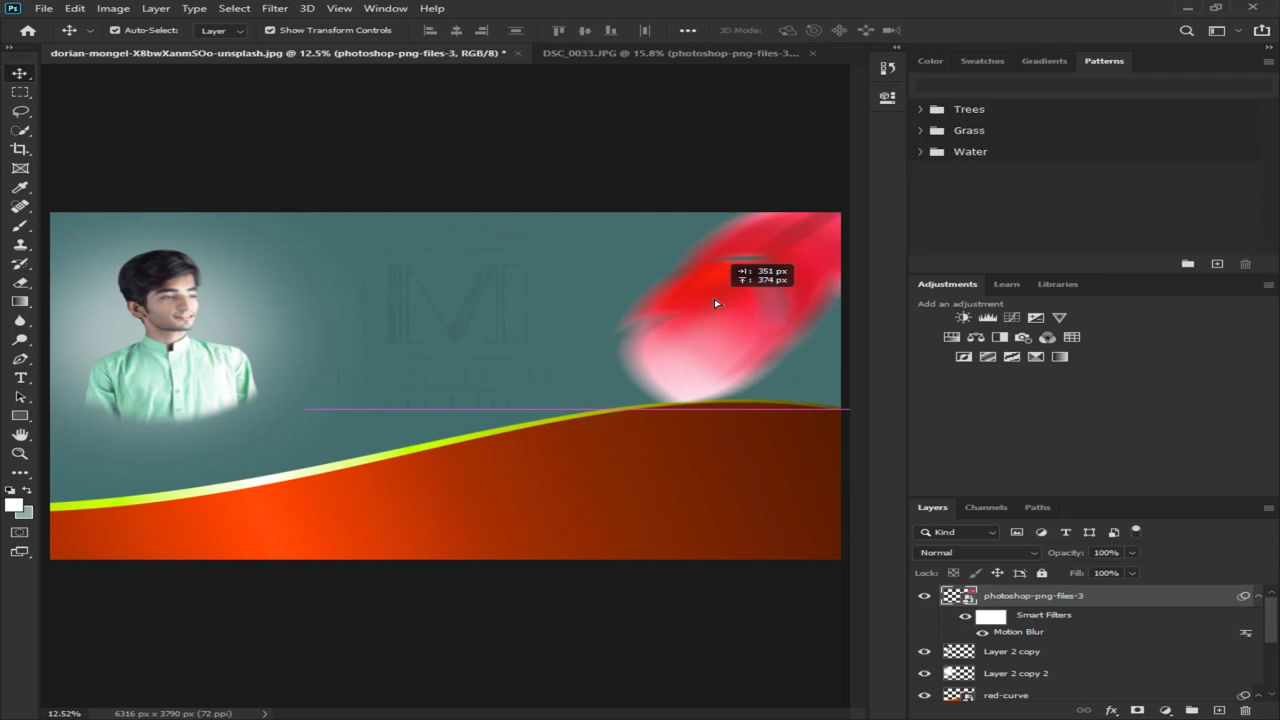 Ps File Edit Image Layer Type Select Filter 3D View Window Help
Auto-Select: Layer Show Transform Controls 3D Mode:
dorian-mongel-X8bwXanmSOo-unsplash.jpg @ 12.5% (photoshop-png-files-3, RGB/8) * DSC_0033.JPG @ 15.8% (photoshop-png-files-3...
Color Swatches Gradients Patterns
Trees
Grass
Water
351 px
374 px
M
Adjustments Learn Libraries
Add an adjustment
Layers Channels Paths
Kind
Normal Opacity: 100%
Lock: Fill: 100%
photoshop-png-files-3
Smart Filters
Motion Blur
Layer 2 copy
Layer 2 copy 2
red-curve
12.52% 6316 px x 3790 px (72 ppi)